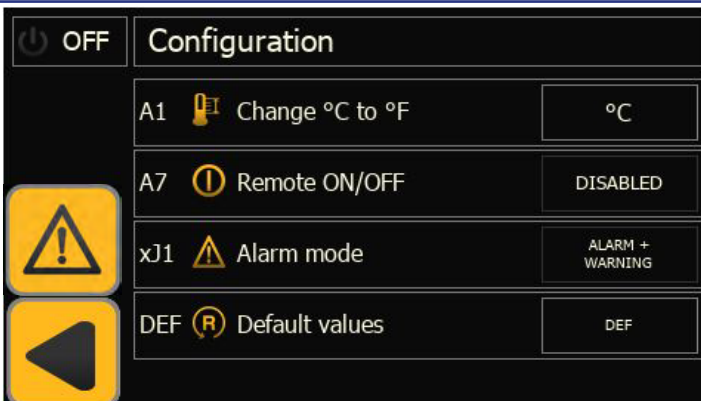 OFF
Configuration
A1 Change °C to °F
°C
A7 Remote ON/OFF
DISABLED
xJ1 Alarm mode
ALARM +
WARNING
DEF R Default values
DEF